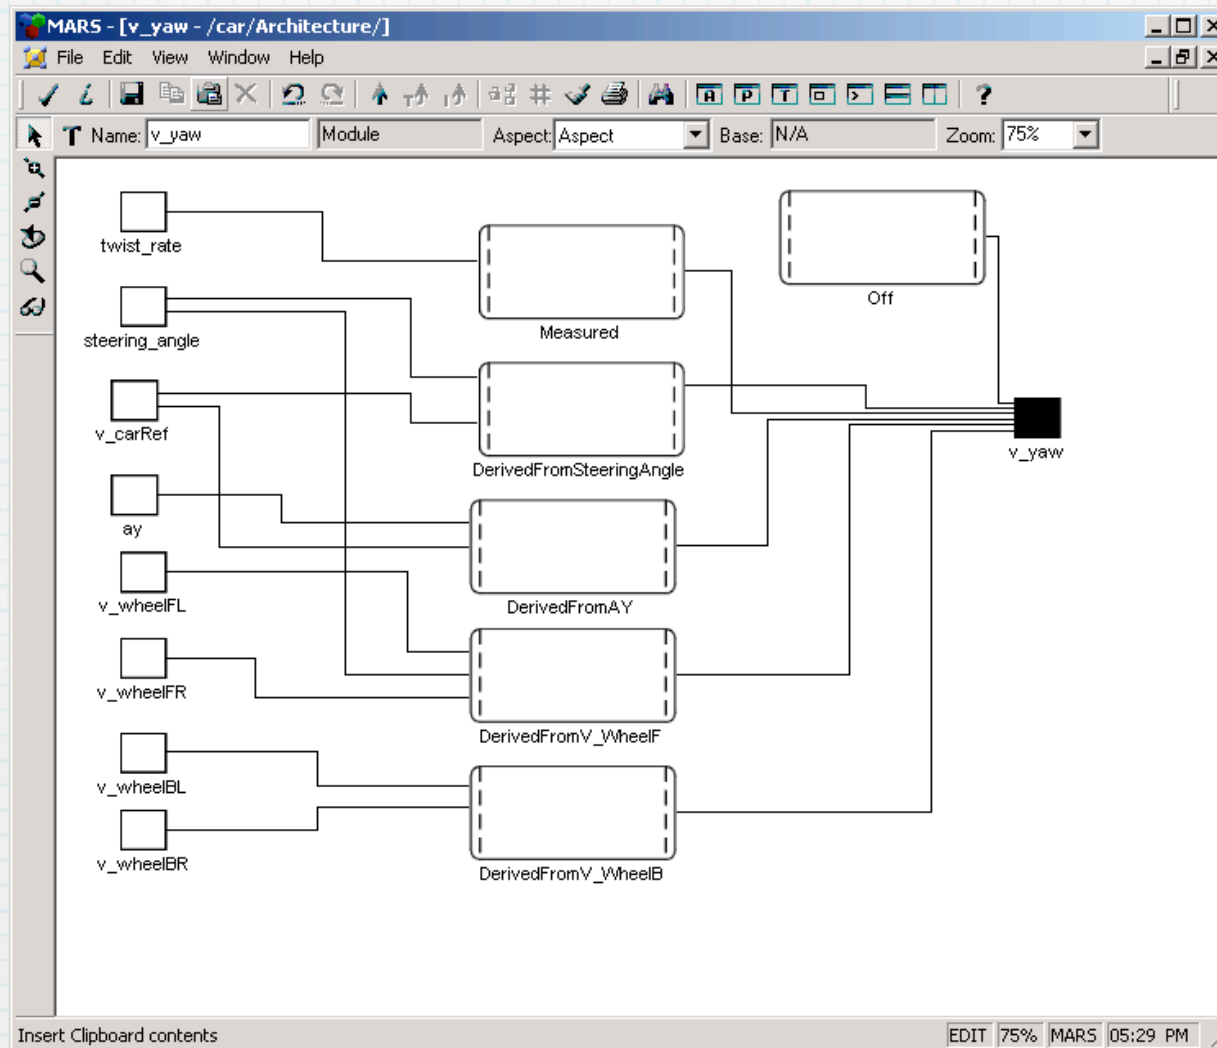 MARS - [v_yaw - /car/Architecture/]
File Edit View Window Help
A P T
Name: v_yaw Module Aspect: Aspect Base: N/A Zoom: 75%
twist_rate
steering_angle
v_carRef
ay
v_wheelFL
v_wheelFR
v_wheelBL
v_wheelBR
Measured
DerivedFromSteeringAngle
DerivedFromAY
DerivedFromV_WheelF
DerivedFromV_WheelB
Off
v_yaw
Insert Clipboard contents EDIT 75% MARS 05:29 PM